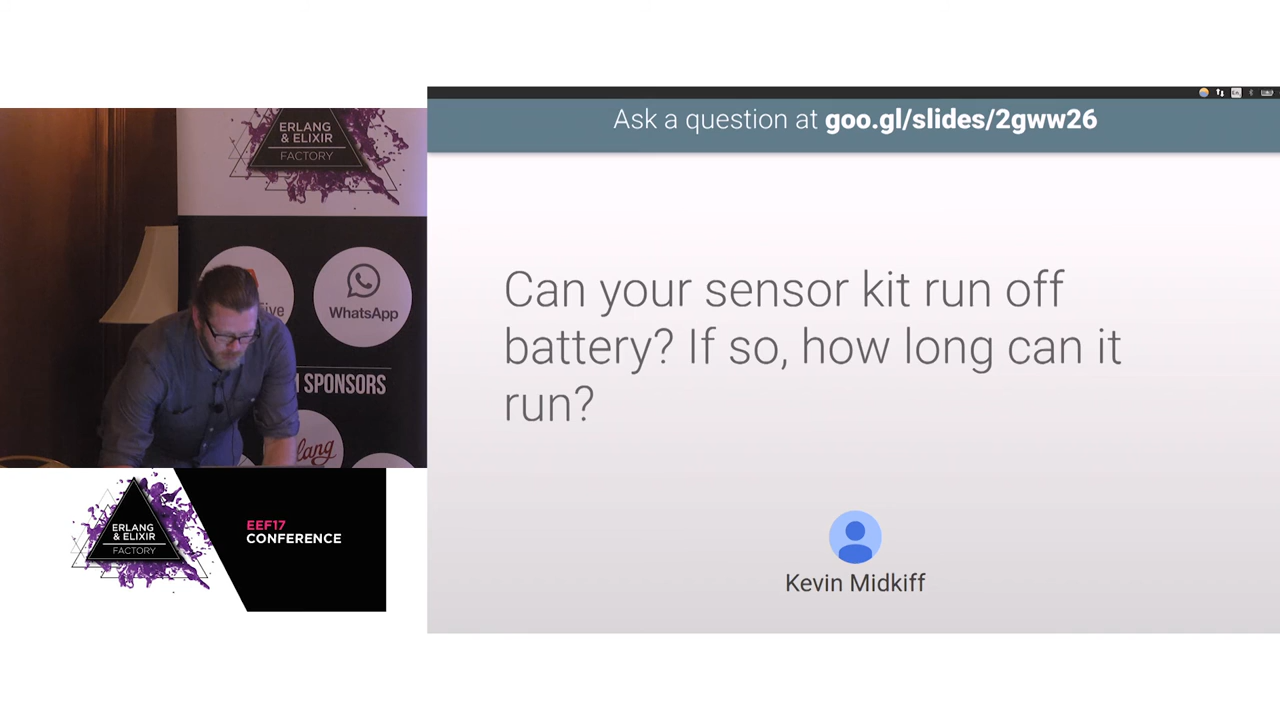 ERLANG
& ELIXIR
FACTORY
WhatsApp
SPONSORS
ERLANG
& ELIXIR
FACTORY
EEF17
CONFERENCE
Ask a question at goo.gl/slides/2gww26
Can your sensor kit run off
battery? If so, how long can it
run?
Kevin Midkiff